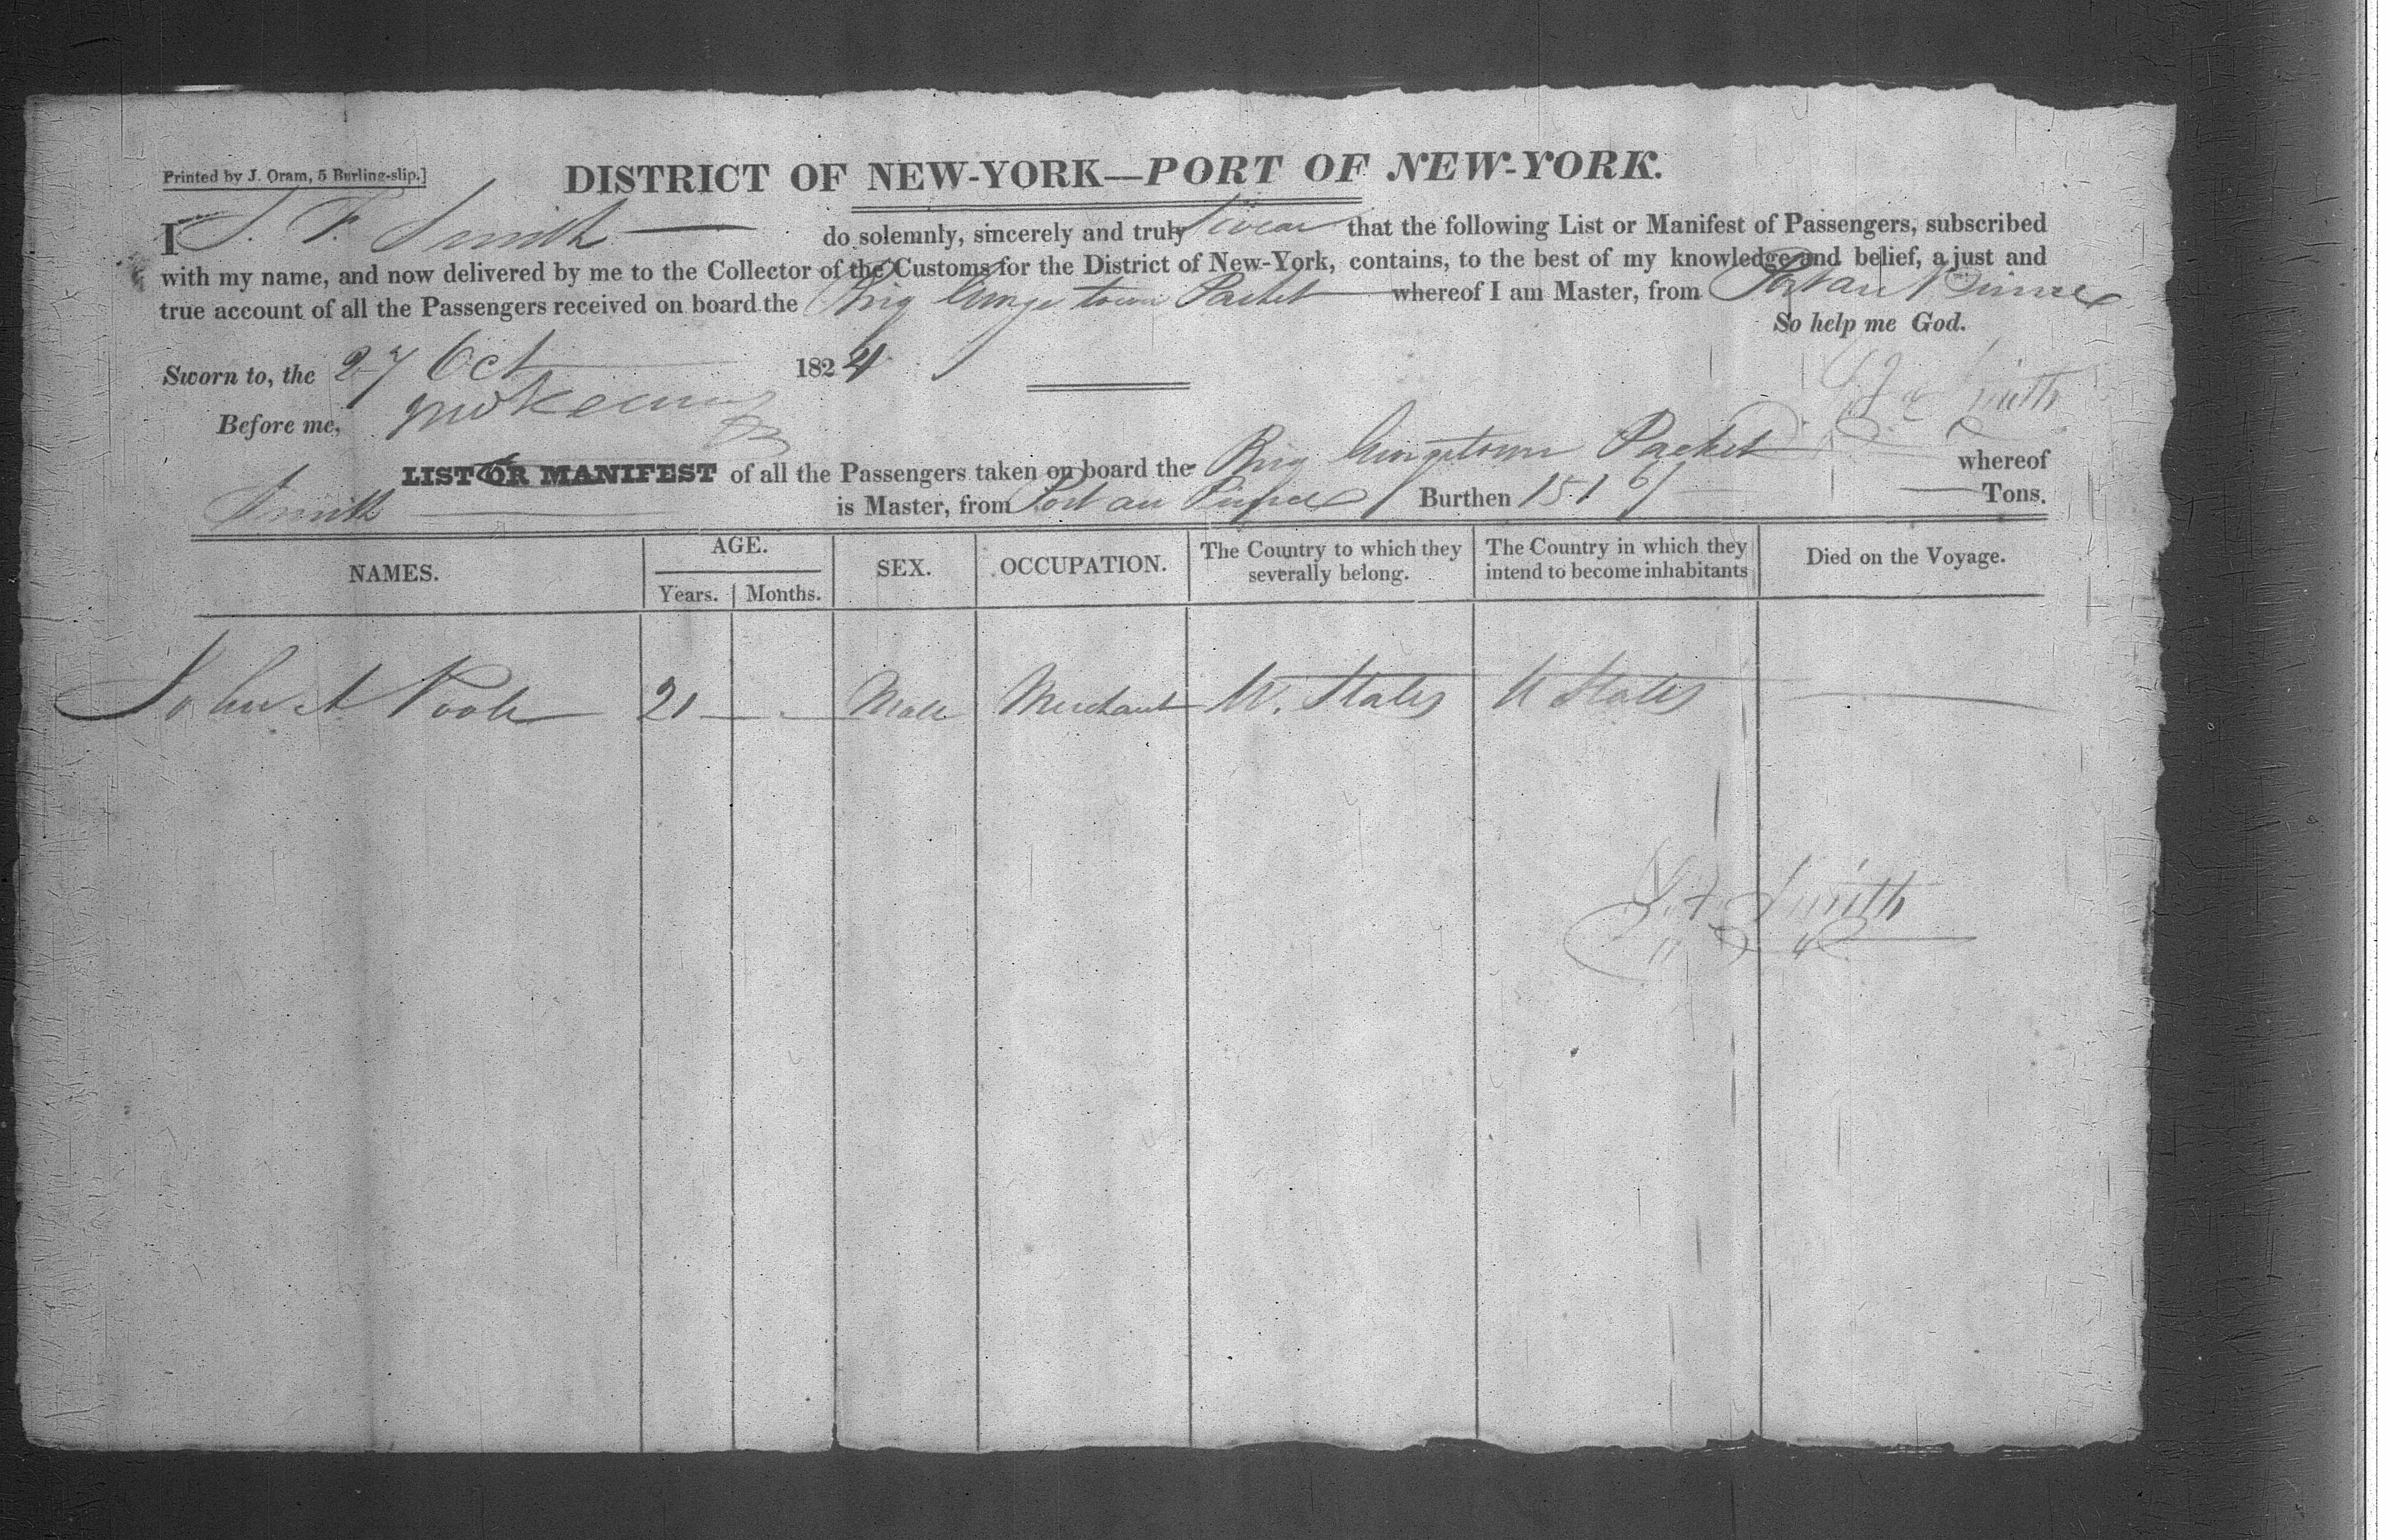 Printed by J. Oram, 5 Burling-slip.]
DISTRICT OF NEW-YORK—PORT OF NEW-YORK.
I S. F. Smith do solemnly, sincerely and truly Swear that the following List or Manifest of Passengers, subscribed
with my name, and now delivered by me to the Collector of the Customs for the District of New-York, contains, to the best of my knowledge and belief, a just and
true account of all the Passengers received on board the Brig Packet whereof I am Master, from Port au Prince
So help me God.
Sworn to, the 27 Oct 1824
Smith
Before me,
LIST OR MANIFEST of all the Passengers taken on board the Brig Packet whereof
Smith is Master, from Port au Prince Burthen 151 Tons.
NAMES. AGE. SEX. OCCUPATION. The Country to which they severally belong. The Country in which they intend to become inhabitants Died on the Voyage.
Years. Months.
John A Poole 21 Male Merchant U. States U States
Smith